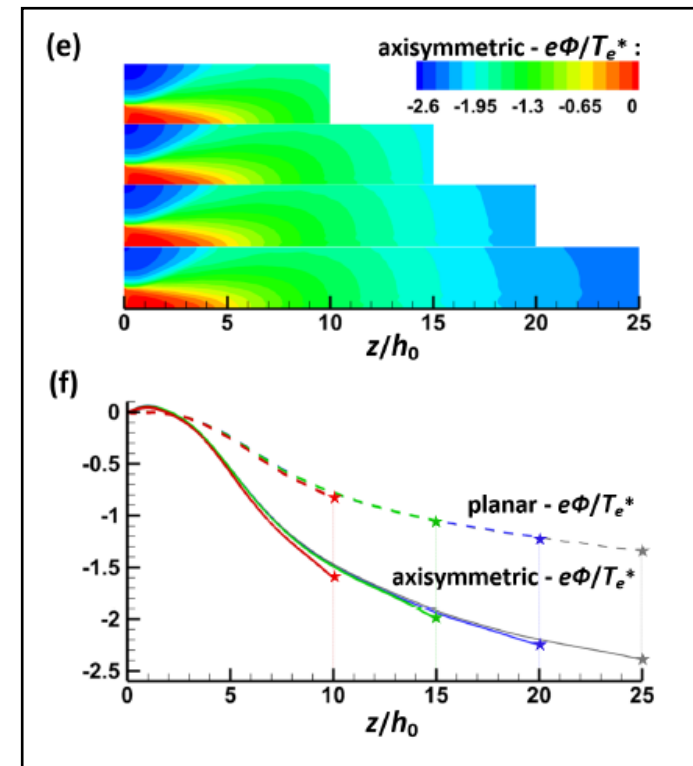 (e)
axisymmetric - eΦ/Te* :
-2.6 -1.95 -1.3 -0.65 0
0 5 10 15 20 25
z/h0
(f)
0
-0.5
planar - eΦ/Te*
-1
axisymmetric - eΦ/Te*
-1.5
-2
-2.5
0 5 10 15 20 25
z/h0